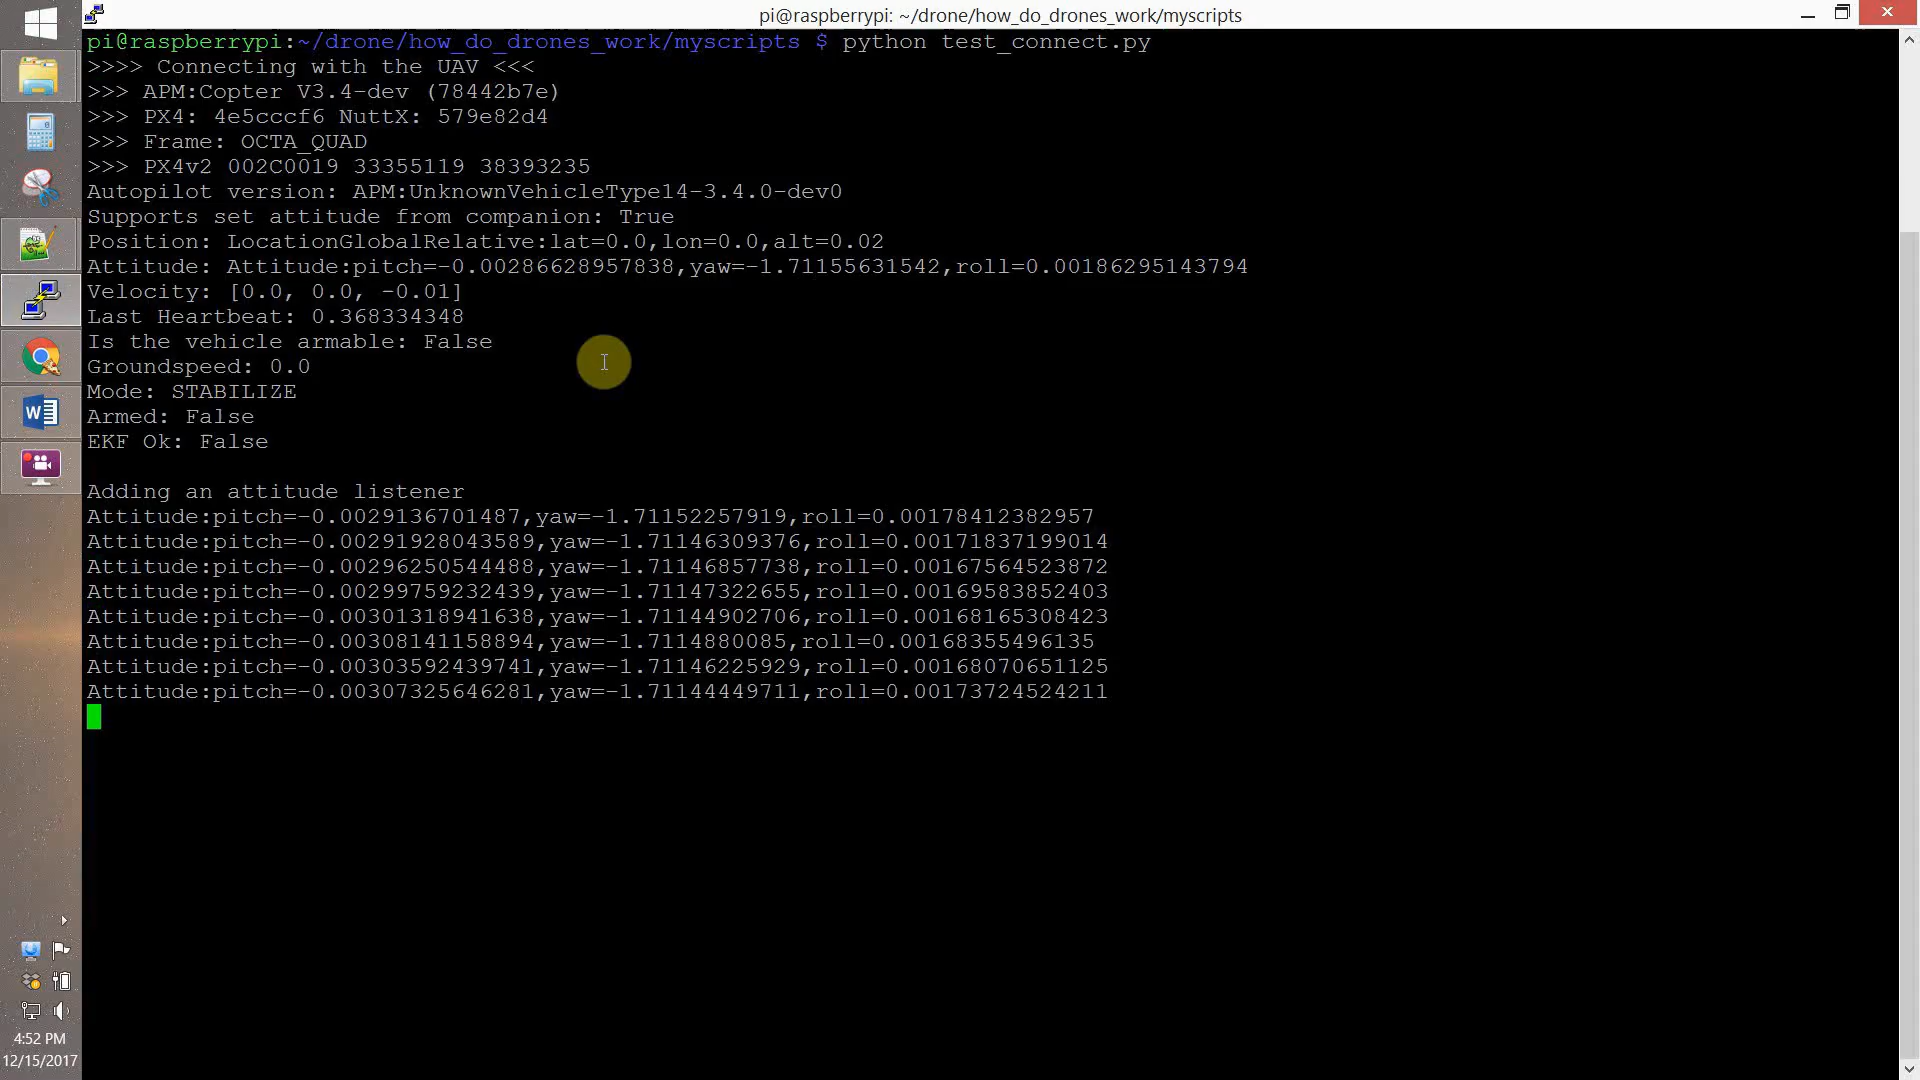 pi@raspberrypi: ~/drone/how_do_drones_work/myscripts
pi@raspberrypi:~/drone/how_do_drones_work/myscripts $ python test_connect.py
>>>> Connecting with the UAV <<<
>>> APM:Copter V3.4-dev (78442b7e)
>>> PX4: 4e5cccf6 NuttX: 579e82d4
>>> Frame: OCTA_QUAD
>>> PX4v2 002C0019 33355119 38393235
Autopilot version: APM:UnknownVehicleType14-3.4.0-dev0
Supports set attitude from companion: True
Position: LocationGlobalRelative:lat=0.0,lon=0.0,alt=0.02
Attitude: Attitude:pitch=-0.00286628957838,yaw=-1.71155631542,roll=0.00186295143794
Velocity: [0.0, 0.0, -0.01]
Last Heartbeat: 0.368334348
Is the vehicle armable: False
Groundspeed: 0.0
Mode: STABILIZE
Armed: False
EKF Ok: False
Adding an attitude listener
Attitude:pitch=-0.0029136701487,yaw=-1.71152257919,roll=0.00178412382957
Attitude:pitch=-0.00291928043589,yaw=-1.71146309376,roll=0.00171837199014
Attitude:pitch=-0.00296250544488,yaw=-1.71146857738,roll=0.00167564523872
Attitude:pitch=-0.00299759232439,yaw=-1.71147322655,roll=0.00169583852403
Attitude:pitch=-0.00301318941638,yaw=-1.71144902706,roll=0.00168165308423
Attitude:pitch=-0.00308141158894,yaw=-1.7114880085,roll=0.00168355496135
Attitude:pitch=-0.00303592439741,yaw=-1.71146225929,roll=0.00168070651125
Attitude:pitch=-0.00307325646281,yaw=-1.71144449711,roll=0.00173724524211
W
4:52 PM
12/15/2017